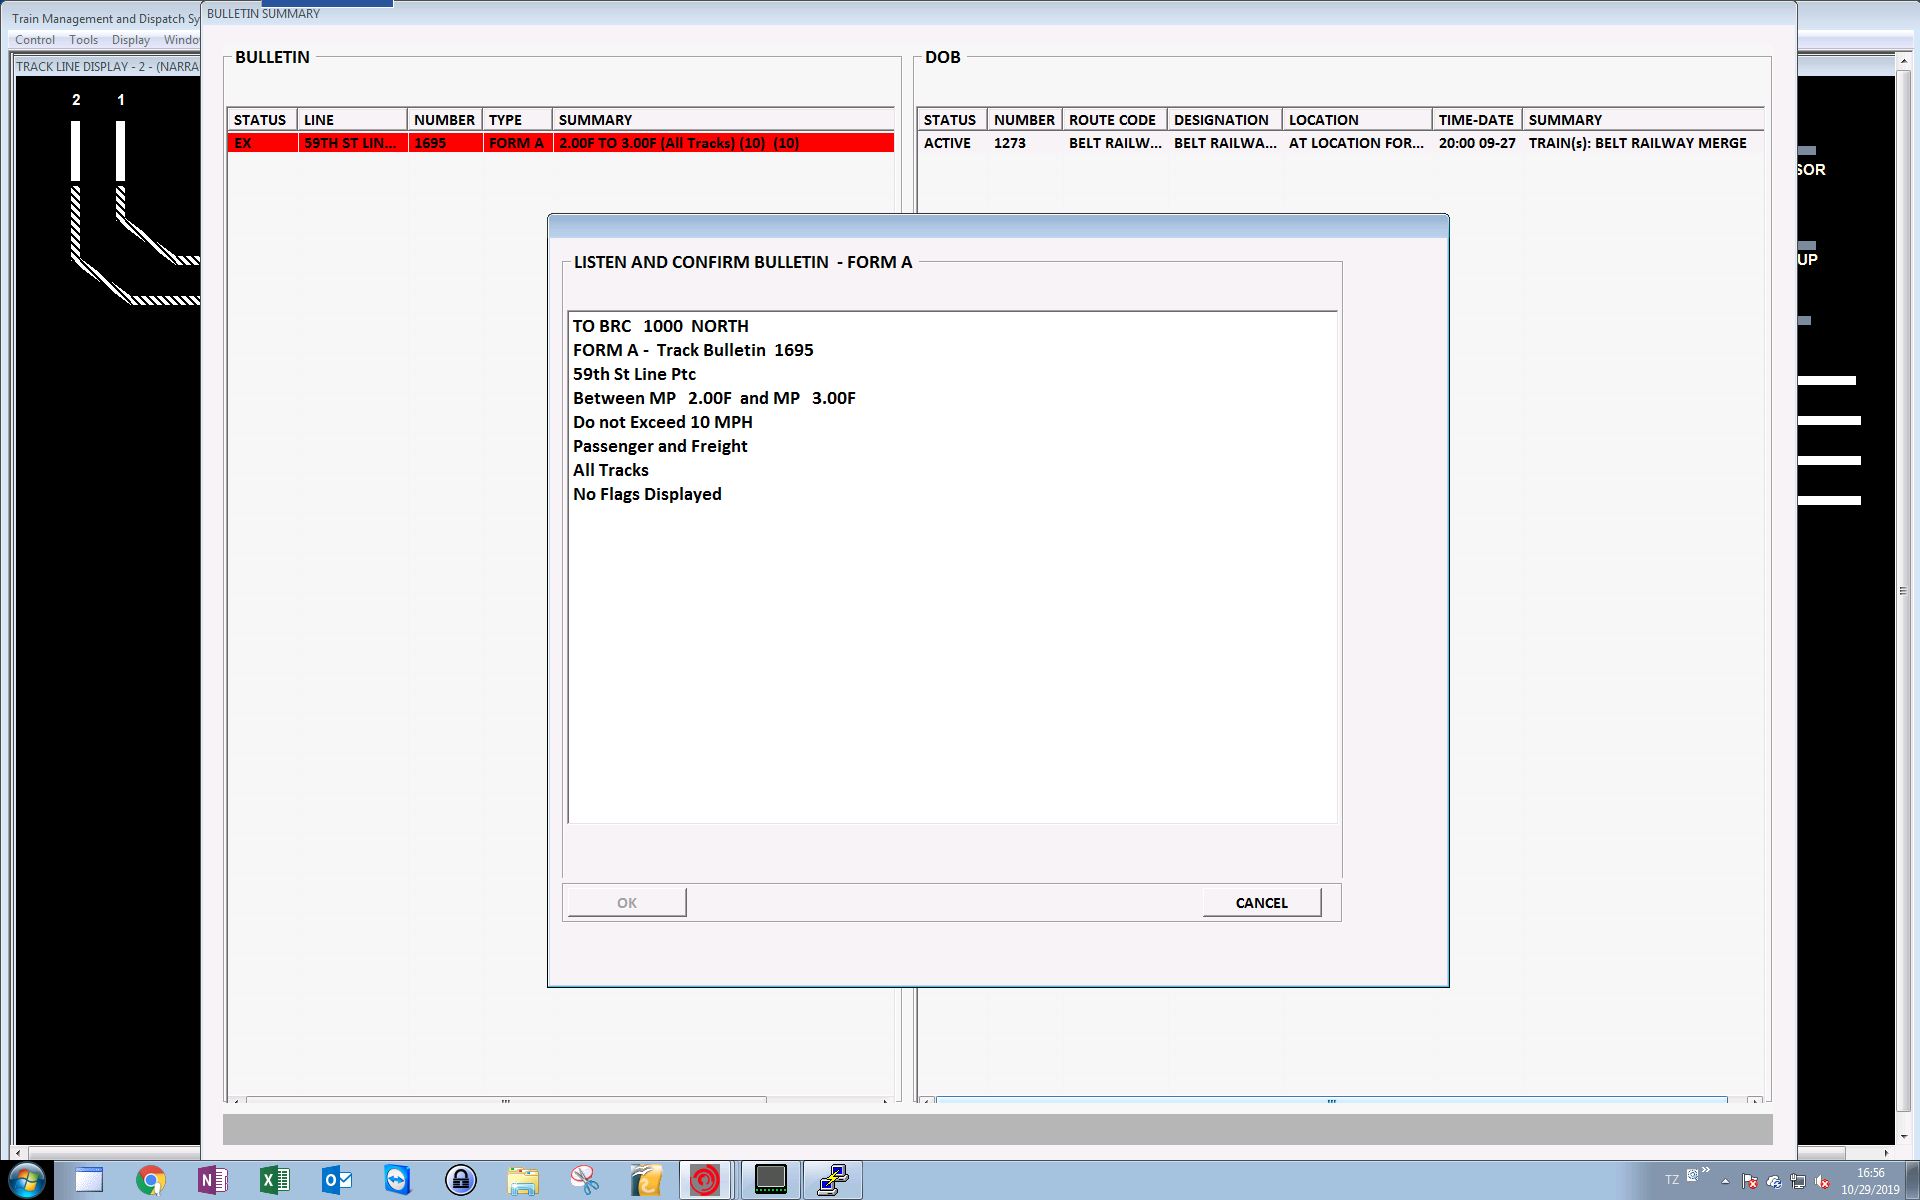 BULLETIN SUMMARY
Train Management and Dispatch Sy
Control Tools Display Windo
TRACK LINE DISPLAY - 2 - (NARRA
2 1
BULLETIN
STATUS LINE NUMBER TYPE SUMMARY
EX 59TH ST LIN... 1695 FORM A 2.00F TO 3.00F (All Tracks) (10) (10)
DOB
STATUS NUMBER ROUTE CODE DESIGNATION LOCATION TIME-DATE SUMMARY
ACTIVE 1273 BELT RAILW... BELT RAILWA... AT LOCATION FOR... 20:00 09-27 TRAIN(s): BELT RAILWAY MERGE
SOR
UP
LISTEN AND CONFIRM BULLETIN - FORM A
TO BRC 1000 NORTH
FORM A - Track Bulletin 1695
59th St Line Ptc
Between MP 2.00F and MP 3.00F
Do not Exceed 10 MPH
Passenger and Freight
All Tracks
No Flags Displayed
OK CANCEL
TZ
16:56
10/29/2019